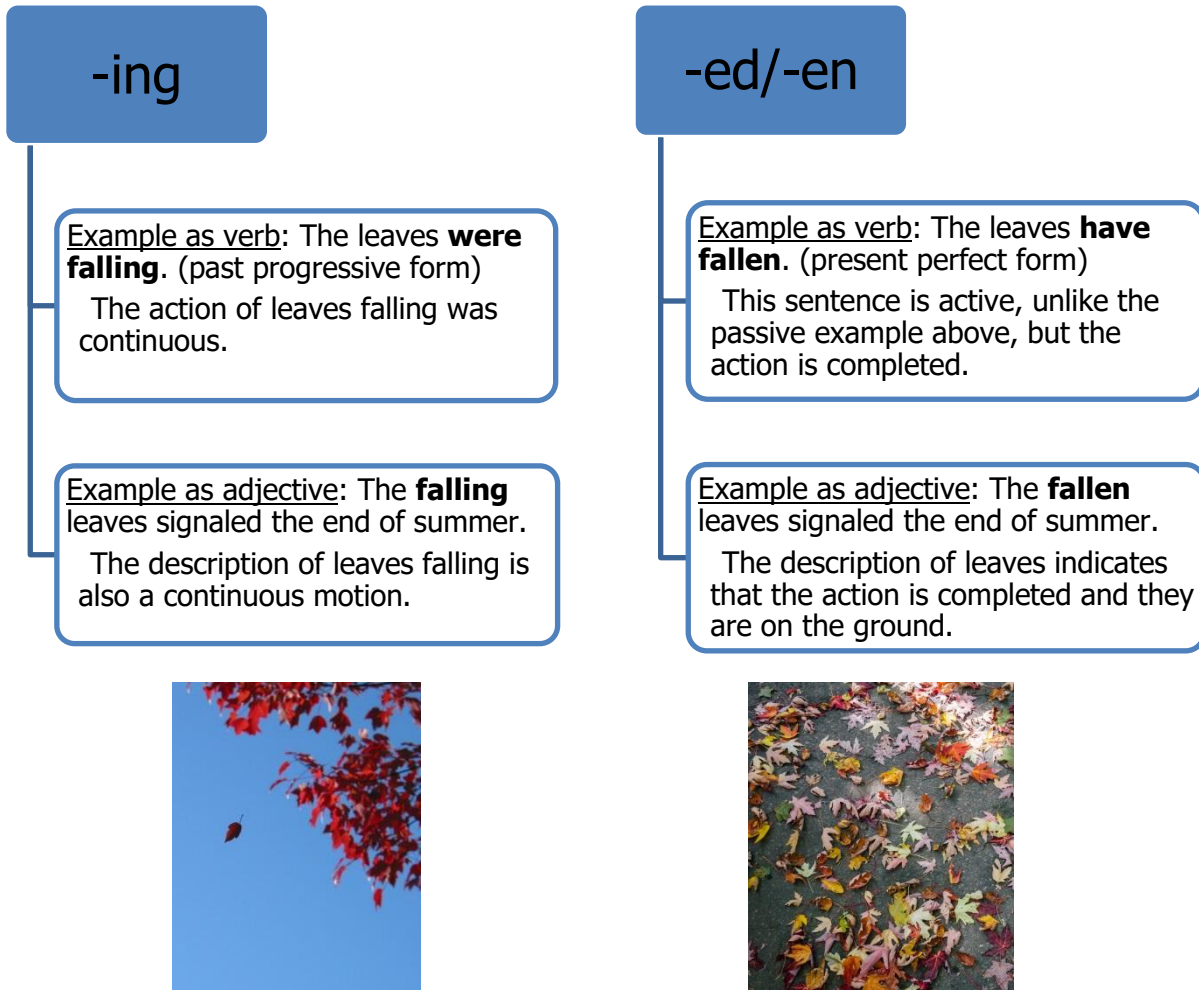 -ing
Example as verb: The leaves were
falling. (past progressive form)
The action of leaves falling was
continuous.
Example as adjective: The falling
leaves signaled the end of summer.
The description of leaves falling is
also a continuous motion.
-ed/-en
Example as verb: The leaves have
fallen. (present perfect form)
This sentence is active, unlike the
passive example above, but the
action is completed.
Example as adjective: The fallen
leaves signaled the end of summer.
The description of leaves indicates
that the action is completed and they
are on the ground.